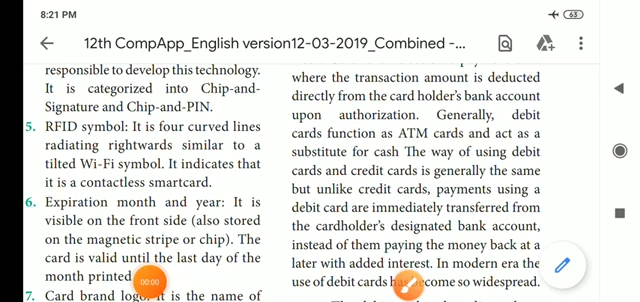 8:21 PM
63
12th CompApp_English version12-03-2019_Combined -...
responsible to develop this technology.
It is categorized into Chip-and-
Signature and Chip-and-PIN.
5. RFID symbol: It is four curved lines
radiating rightwards similar to a
tilted Wi-Fi symbol. It indicates that
it is a contactless smartcard.
6. Expiration month and year: It is
visible on the front side (also stored
on the magnetic stripe or chip). The
card is valid until the last day of the
month printed
00:00
7. Card brand logo: It is the name of
where the transaction amount is deducted
directly from the card holder's bank account
upon authorization. Generally, debit
cards function as ATM cards and act as a
substitute for cash The way of using debit
cards and credit cards is generally the same
but unlike credit cards, payments using a
debit card are immediately transferred from
the cardholder's designated bank account,
instead of them paying the money back at a
later with added interest. In modern era the
use of debit cards has become so widespread.